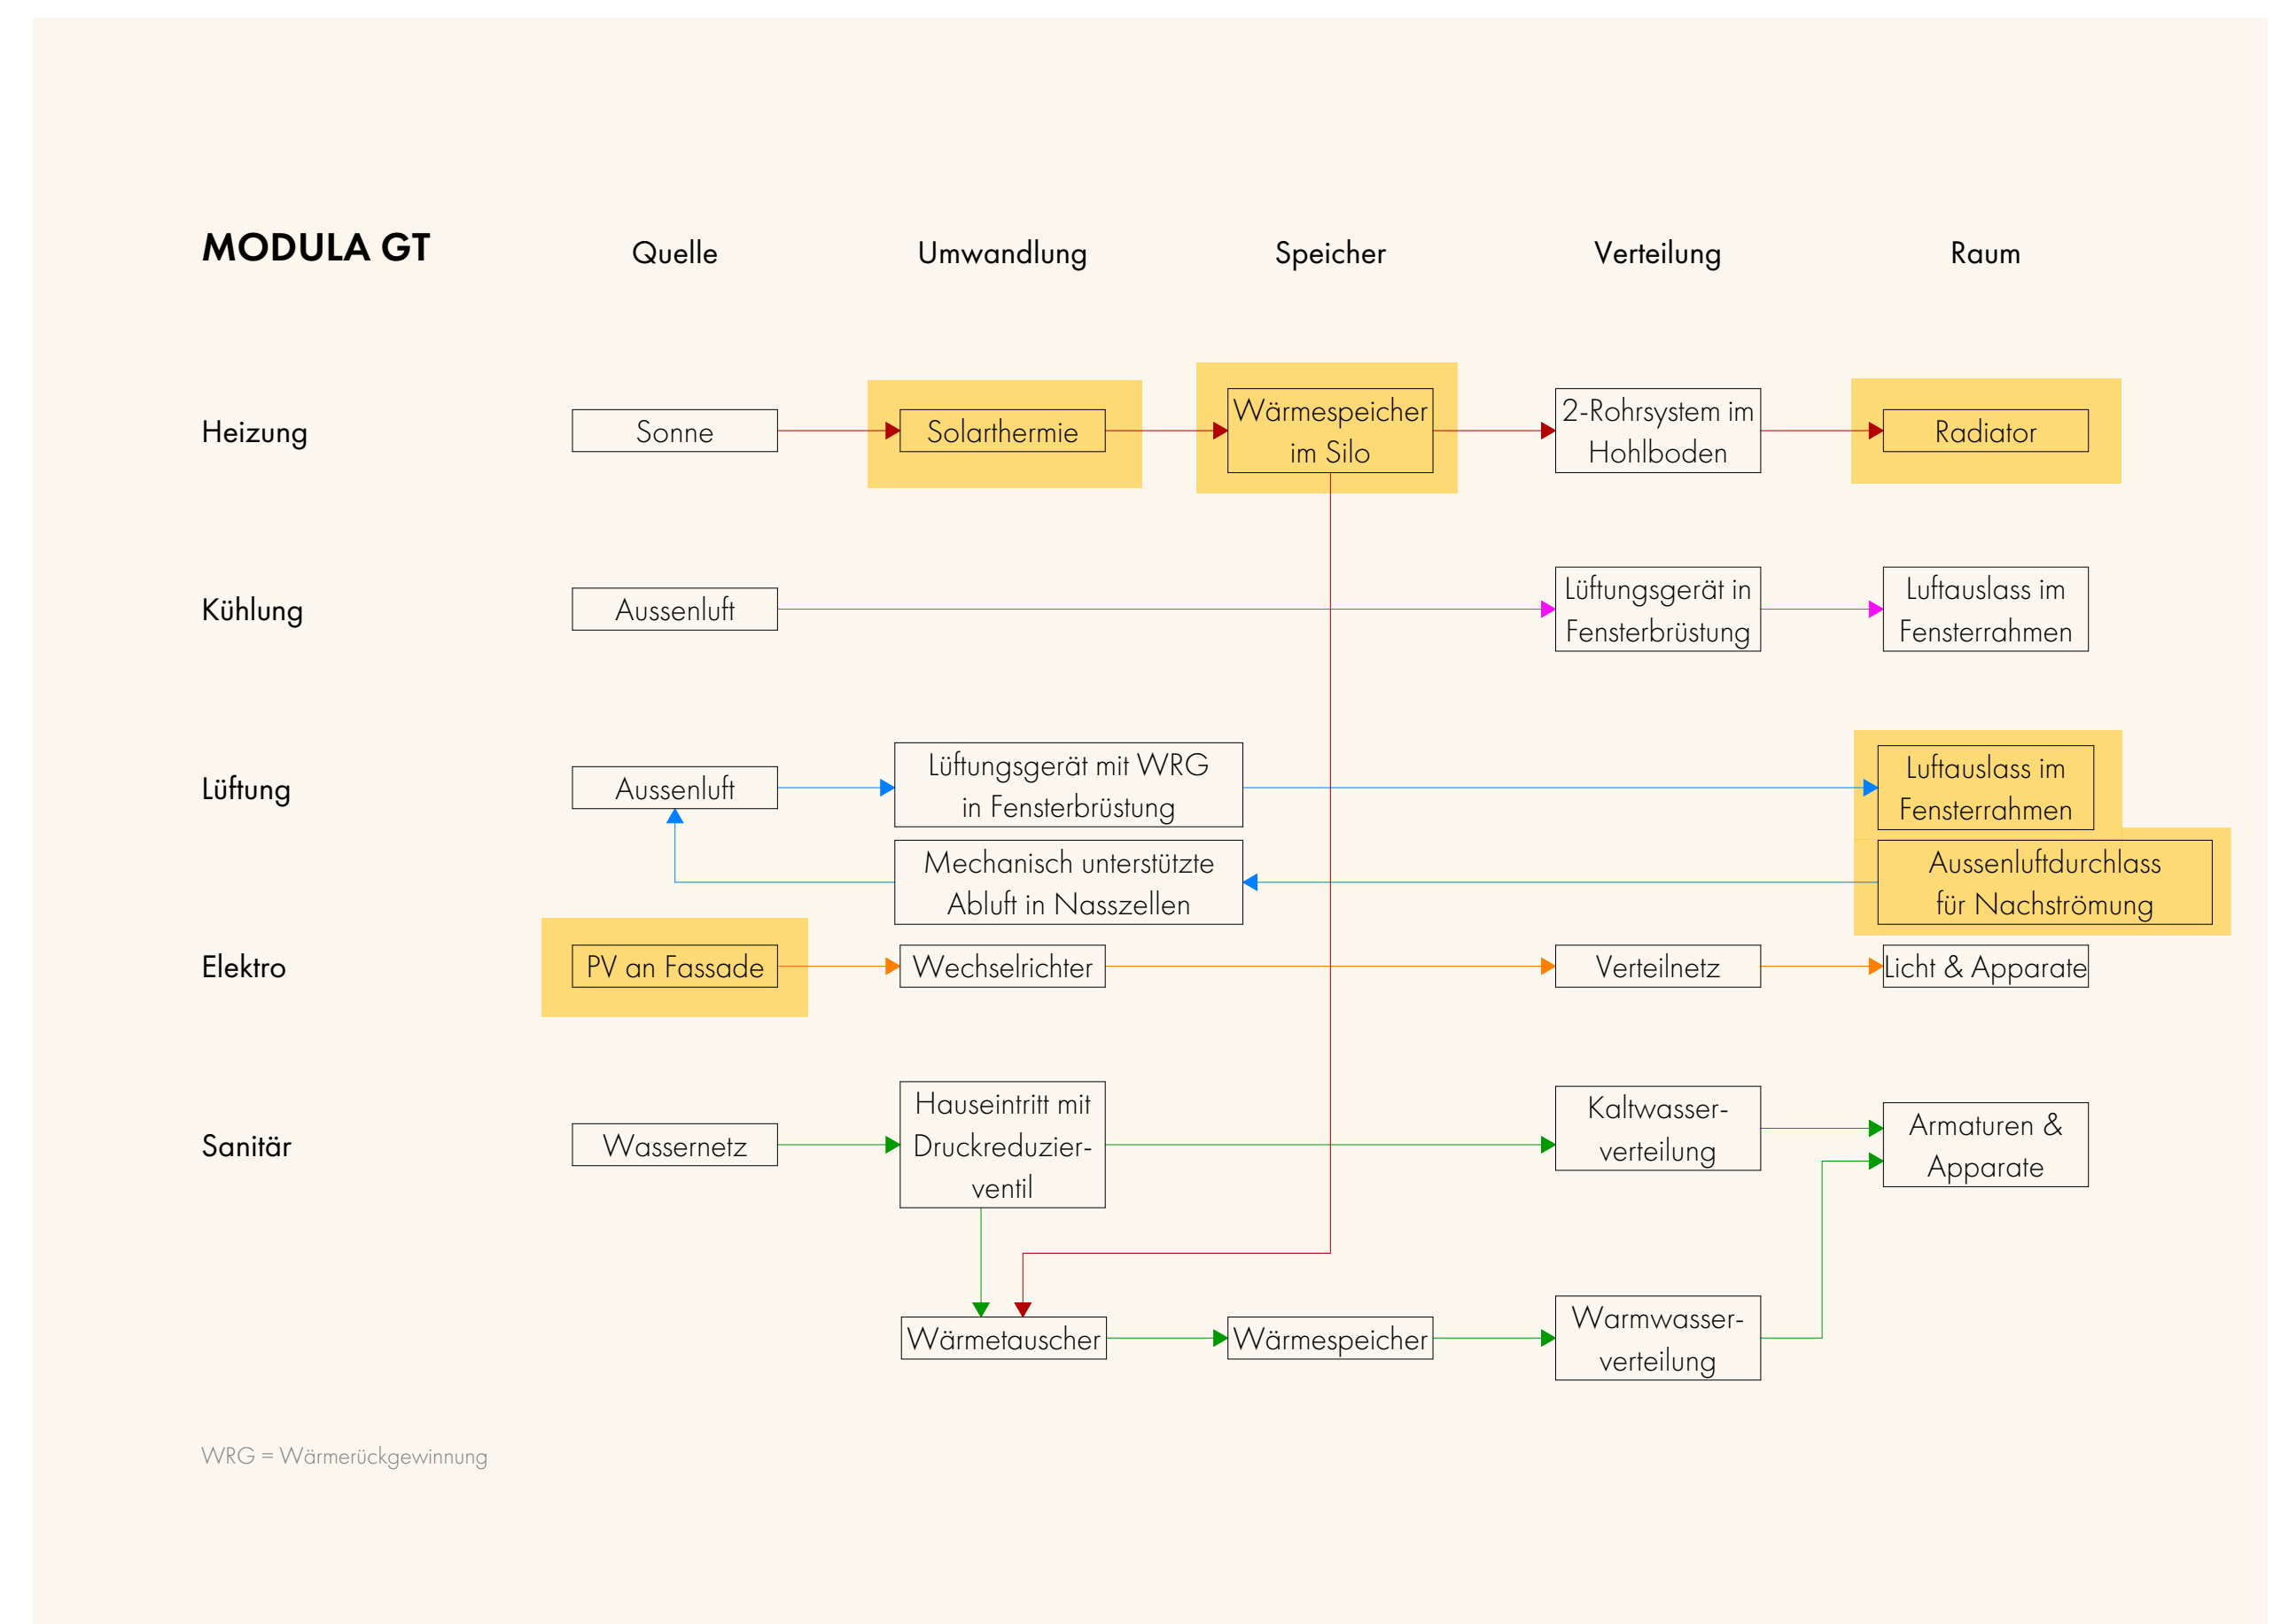 MODULA GT
Quelle
Umwandlung
Speicher
Verteilung
Raum
Heizung
Sonne
Solarthermie
Wärmespeicher
im Silo
2-Rohrsystem im
Hohlboden
Radiator
Kühlung
Aussenluft
Lüftungsgerät in
Fensterbrüstung
Luftauslass im
Fensterrahmen
Lüftung
Aussenluft
Lüftungsgerät mit WRG
in Fensterbrüstung
Luftauslass im
Fensterrahmen
Mechanisch unterstützte
Abluft in Nasszellen
Aussenluftdurchlass
für Nachströmung
Elektro
PV an Fassade
Wechselrichter
Verteilnetz
Licht & Apparate
Sanitär
Wassernetz
Hauseintritt mit
Druckreduzier-
ventil
Kaltwasser-
verteilung
Armaturen &
Apparate
Wärmetauscher
Wärmespeicher
Warmwasser-
verteilung
WRG = Wärmerückgewinnung